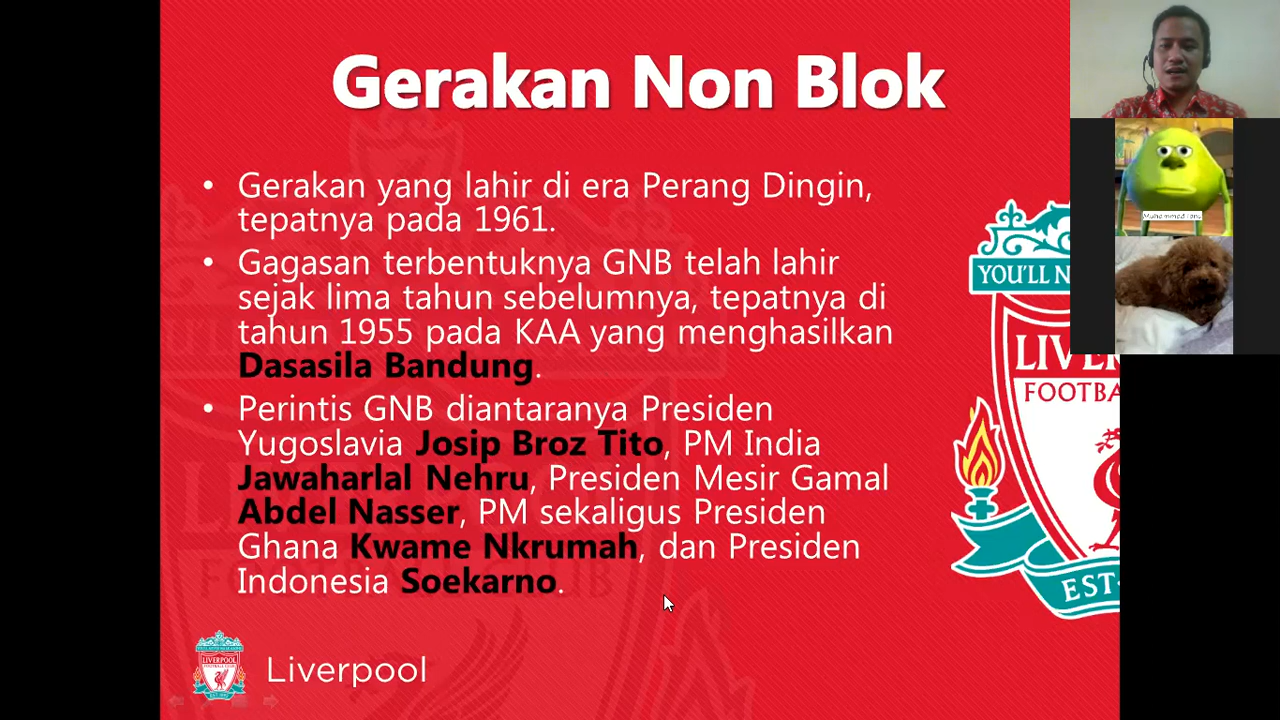 Gerakan Non Blok
• Gerakan yang lahir di era Perang Dingin,
tepatnya pada 1961.
• Gagasan terbentuknya GNB telah lahir
sejak lima tahun sebelumnya, tepatnya di
tahun 1955 pada KAA yang menghasilkan
Dasasila Bandung.
• Perintis GNB diantaranya Presiden
Yugoslavia Josip Broz Tito, PM India
Jawaharlal Nehru, Presiden Mesir Gamal
Abdel Nasser, PM sekaligus Presiden
Ghana Kwame Nkrumah, dan Presiden
Indonesia Soekarno.
Liverpool
YOU'LL N
LIVER
FOOTBA
EST·
LIVERPOOL